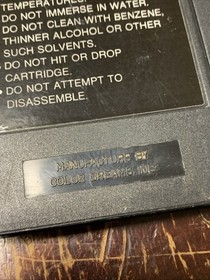 TEMPERATURES.
DO NOT IMMERSE IN WATER.
DO NOT CLEAN WITH BENZENE,
THINNER ALCOHOL OR OTHER
SUCH SOLVENTS.
• DO NOT HIT OR DROP
CARTRIDGE.
• DO NOT ATTEMPT TO
DISASSEMBLE.
MANUFACTURED BY
COLOR DREAMS, INC.